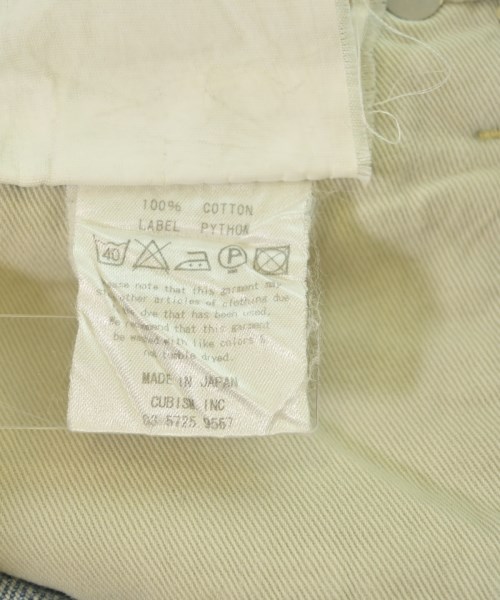 100% COTTON
LABEL PYTHON
40 P
Please note that this garment may
other articles of clothing due
the dye that has been used.
We recommend that this garment
be washed with like colors &
not tumble dried.
MADE IN JAPAN
CUBISM INC
03 5725 9567